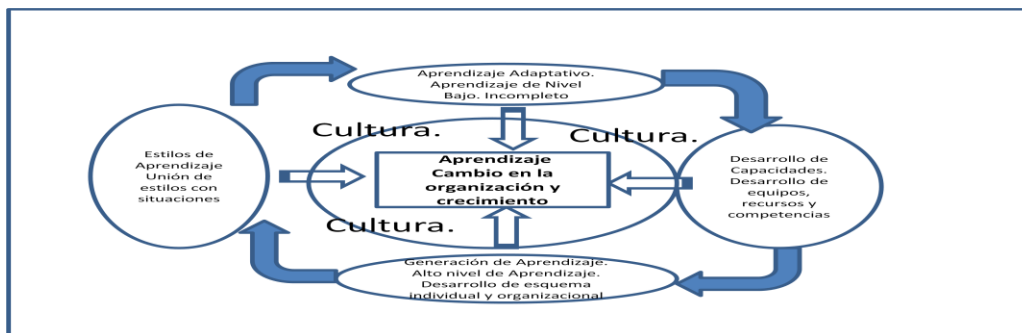 Aprendizaje Adaptativo.
Aprendizaje de Nivel
Bajo. Incompleto
Cultura.
Cultura.
Estilos de
Aprendizaje
Unión de
estilos con
situaciones
Aprendizaje
Cambio en la
organización y
crecimiento
Desarrollo de
Capacidades.
Desarrollo de
equipos,
recursos y
competencias
Cultura.
Generación de Aprendizaje.
Alto nivel de Aprendizaje.
Desarrollo de esquema
individual y organizacional